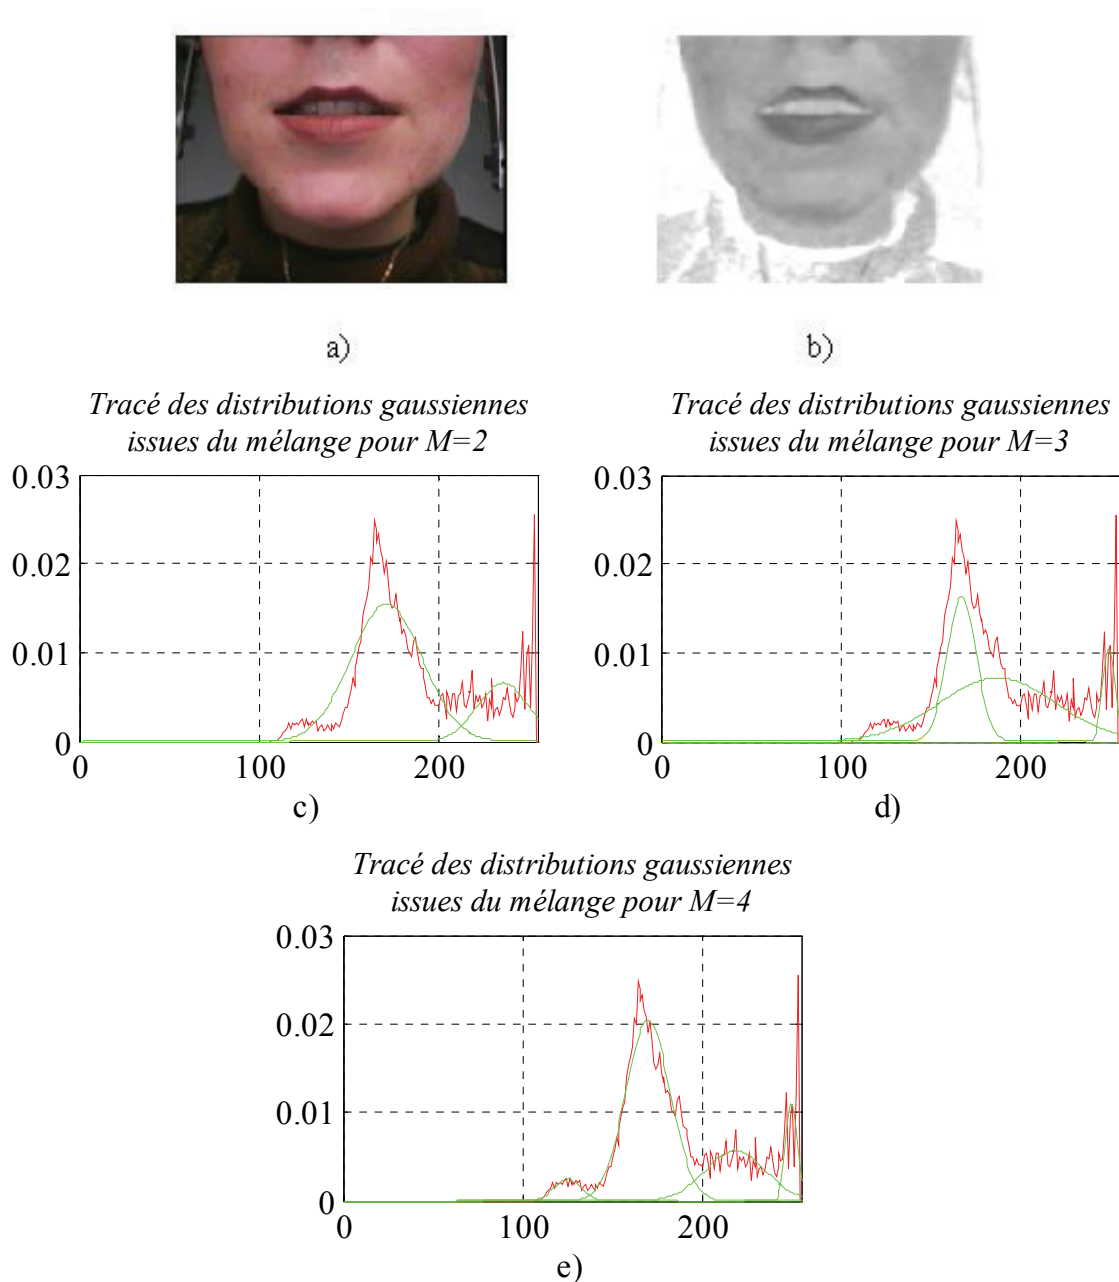 a)
b)
Tracé des distributions gaussiennes
issues du mélange pour M=2
0.03
0.02
0.01
0
0
100
200
c)
Tracé des distributions gaussiennes
issues du mélange pour M=3
0.03
0.02
0.01
0
0
100
200
d)
Tracé des distributions gaussiennes
issues du mélange pour M=4
0.03
0.02
0.01
0
0
100
200
e)